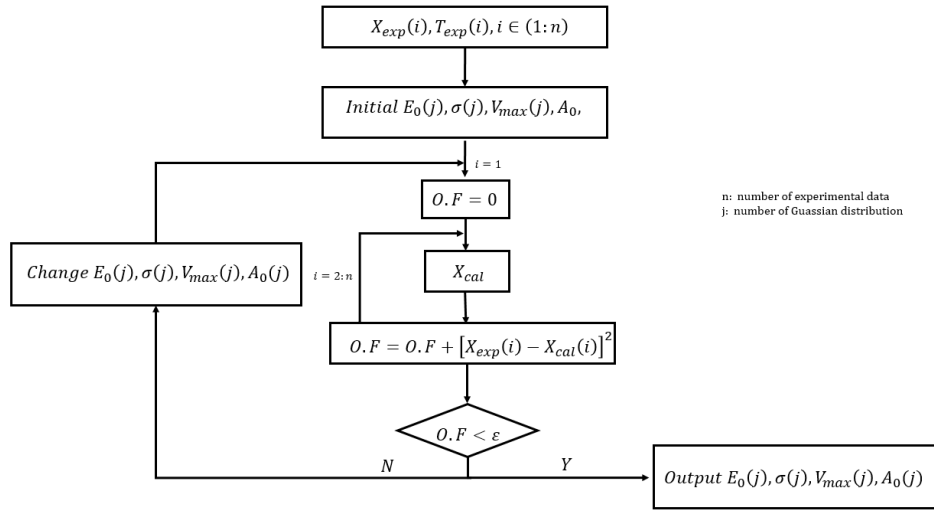 X_exp(i), T_exp(i), i ∈ (1:n)
Initial E_0(j), σ(j), V_max(j), A_0,
i = 1
O.F = 0
n: number of experimental data
j: number of Guassian distribution
Change E_0(j), σ(j), V_max(j), A_0(j)
i = 2:n
X_cal
O.F = O.F + [X_exp(i) − X_cal(i)]^2
O.F < ε
N
Y
Output E_0(j), σ(j), V_max(j), A_0(j)